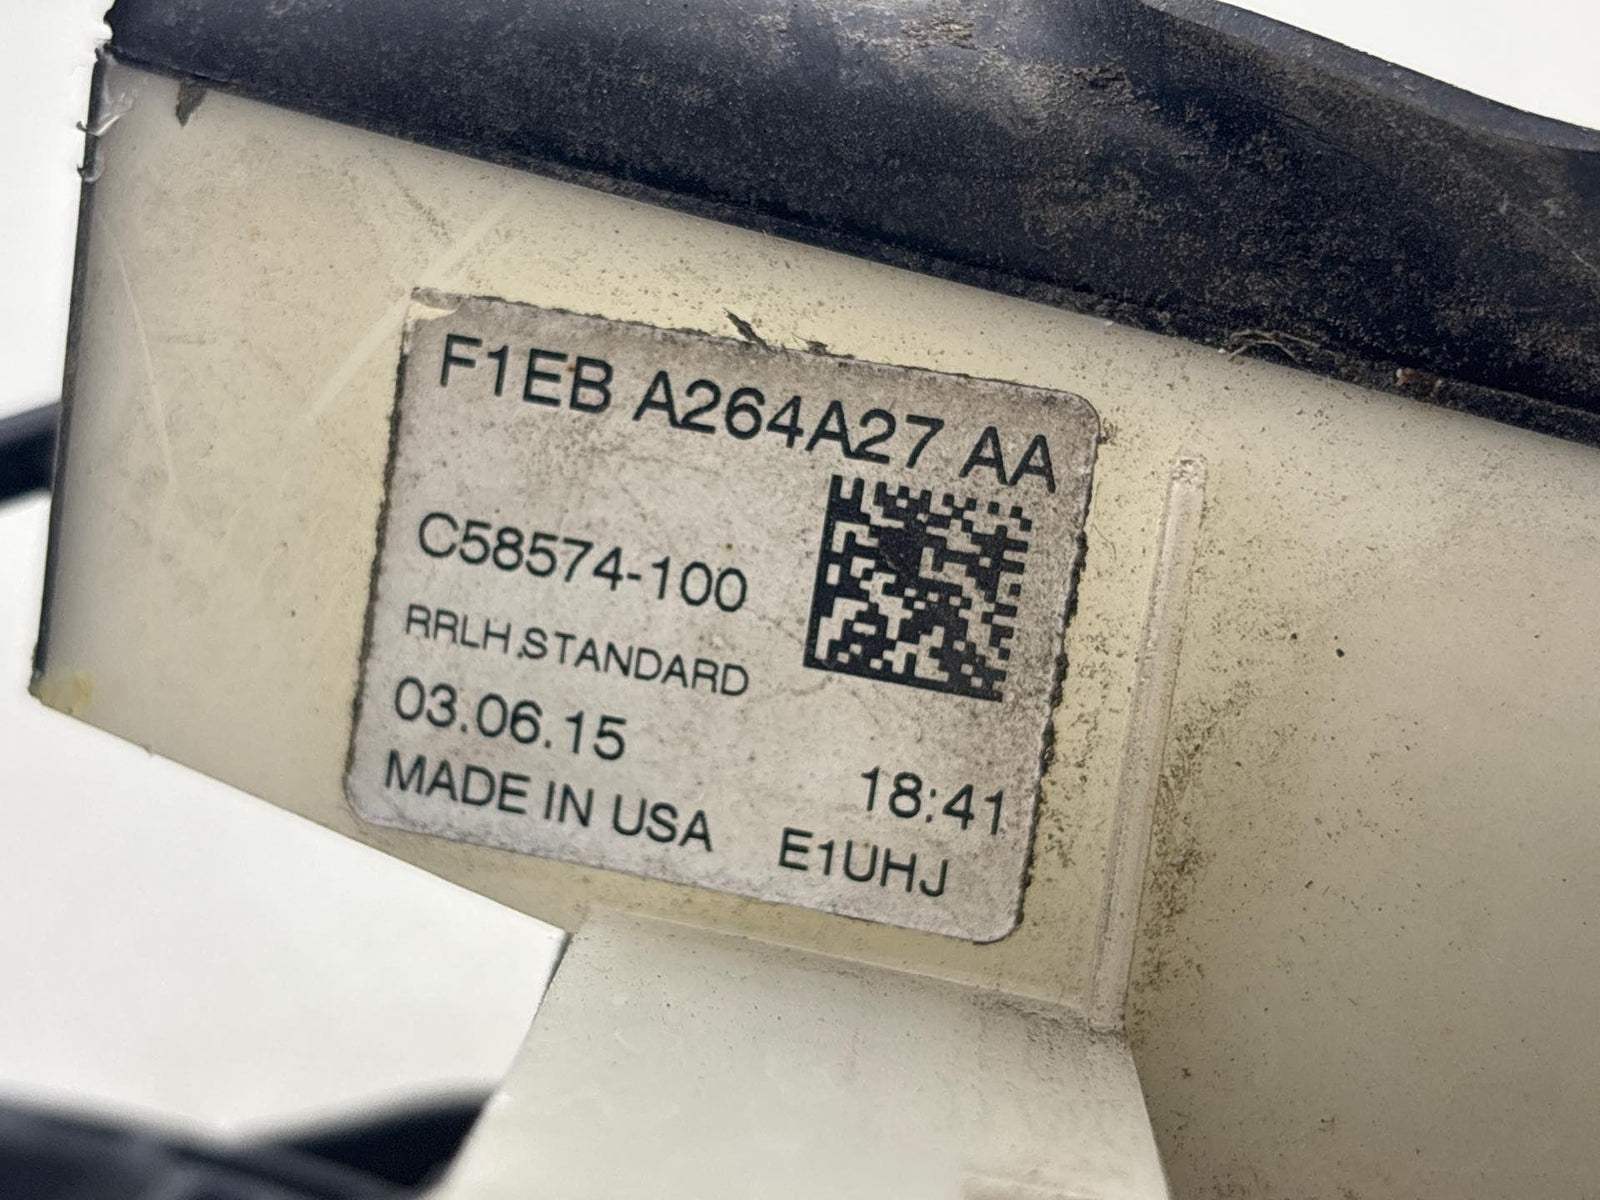 F1EB A264A27 AA
C58574-100
RRLH,STANDARD
03.06.15
18:41
MADE IN USA E1UHJ